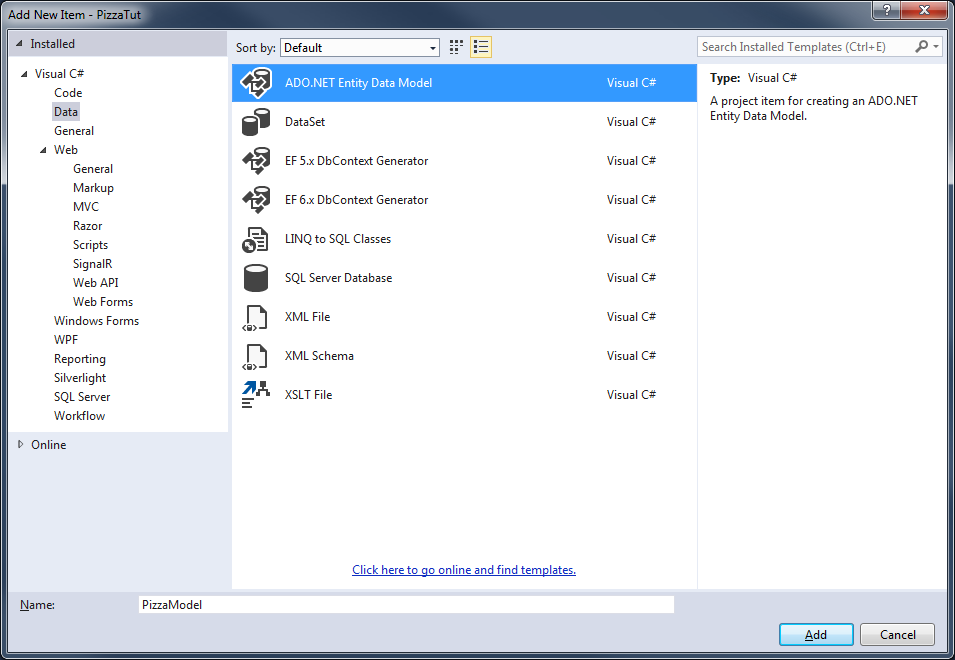 Add New Item - PizzaTut
Installed
Sort by: Default
Search Installed Templates (Ctrl+E)
Visual C#
Code
Data
General
Web
General
Markup
MVC
Razor
Scripts
SignalR
Web API
Web Forms
Windows Forms
WPF
Reporting
Silverlight
SQL Server
Workflow
Online
ADO.NET Entity Data Model Visual C#
DataSet Visual C#
EF 5.x DbContext Generator Visual C#
EF 6.x DbContext Generator Visual C#
LINQ to SQL Classes Visual C#
SQL Server Database Visual C#
XML File Visual C#
XML Schema Visual C#
XSLT File Visual C#
Click here to go online and find templates.
Type: Visual C#
A project item for creating an ADO.NET
Entity Data Model.
Name: PizzaModel
Add Cancel